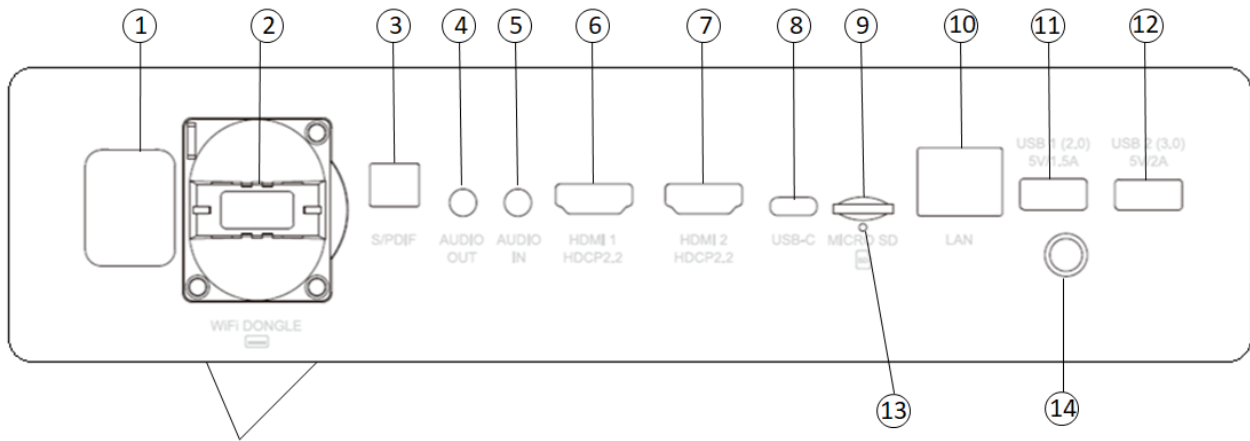 1 2 3 4 5 6 7 8 9 10 11 12
USB 1 (2.0) USB 2 (3.0)
5V/1.5A 5V/2A
S/PDIF AUDIO AUDIO HDMI 1 HDMI 2 USB-C MICRO SD LAN
OUT IN HDCP2.2 HDCP2.2
WiFi DONGLE
13 14